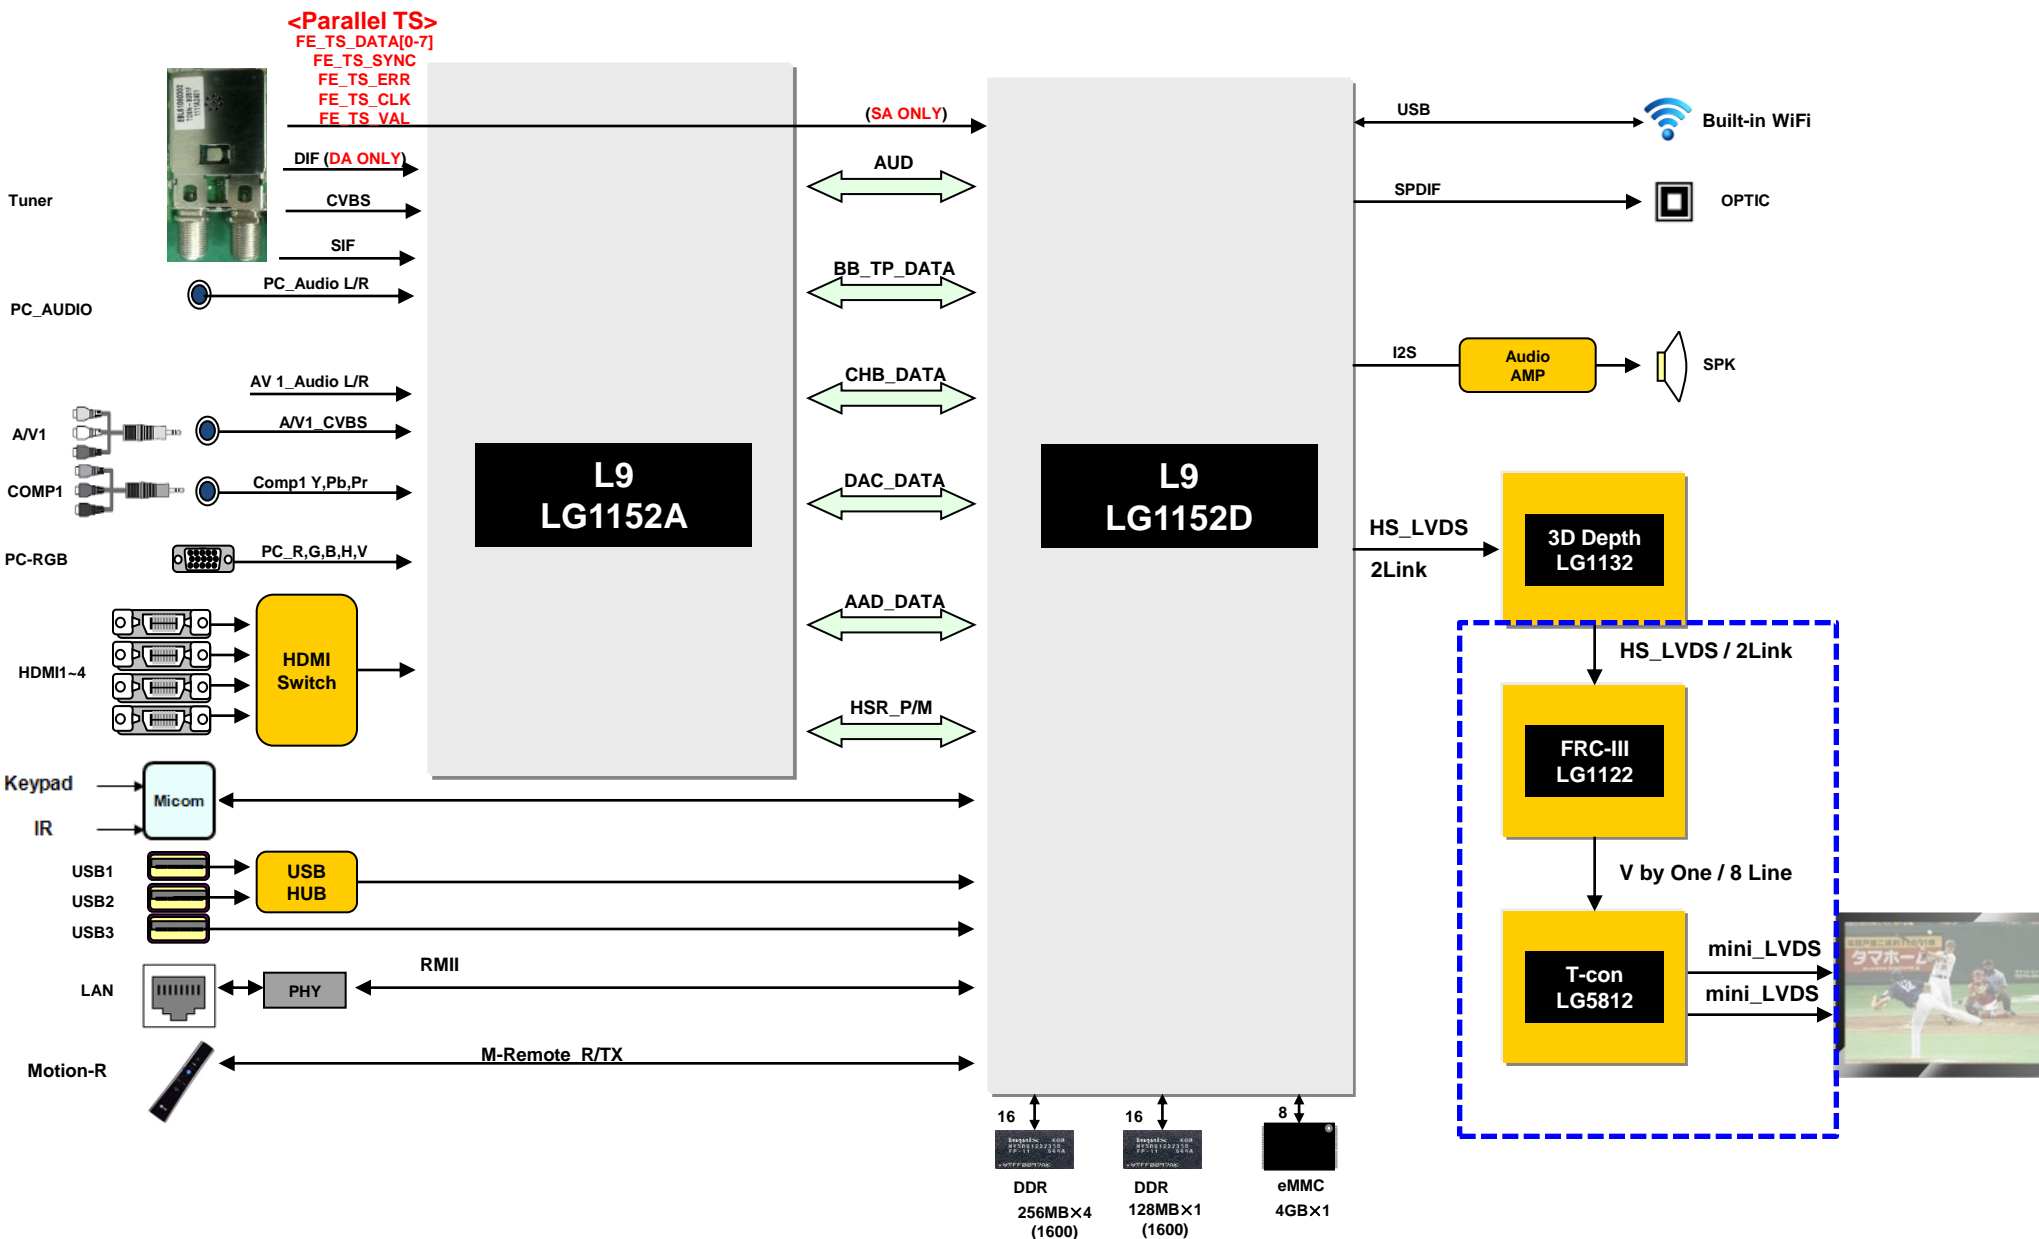 <Parallel TS>
FE_TS_DATA[0-7]
FE_TS_SYNC
FE_TS_ERR
FE_TS_CLK
FE_TS_VAL
(SA ONLY)
DIF (DA ONLY)
CVBS
SIF
Tuner
PC_Audio L/R
PC_AUDIO
AV 1_Audio L/R
A/V1_CVBS
A/V1
Comp1 Y,Pb,Pr
COMP1
PC_R,G,B,H,V
PC-RGB
HDMI1~4
HDMI
Switch
Keypad
IR
Micom
USB1
USB2
USB3
USB
HUB
LAN
PHY
RMII
Motion-R
M-Remote_R/TX
L9
LG1152A
AUD
BB_TP_DATA
CHB_DATA
DAC_DATA
AAD_DATA
HSR_P/M
L9
LG1152D
USB
Built-in WiFi
SPDIF
OPTIC
I2S
Audio
AMP
SPK
HS_LVDS
2Link
3D Depth
LG1132
HS_LVDS / 2Link
FRC-III
LG1122
V by One / 8 Line
T-con
LG5812
mini_LVDS
mini_LVDS
タマホーム
16
16
8
DDR
256MB×4
(1600)
DDR
128MB×1
(1600)
eMMC
4GB×1